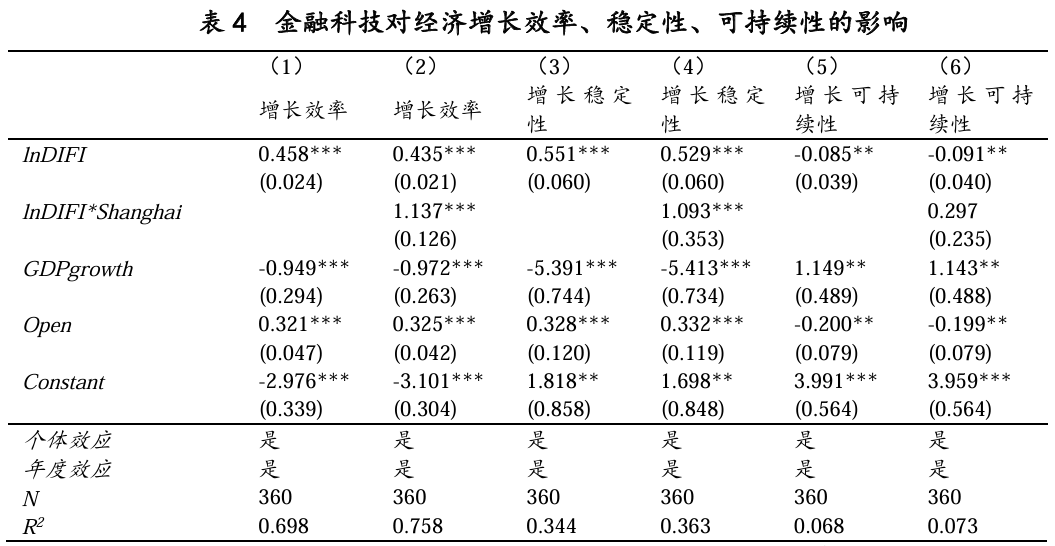 表 4 金融科技对经济增长效率、稳定性、可持续性的影响
（1） （2） （3） （4） （5） （6）
增长效率 增长效率 增长稳定性 增长稳定性 增长可持续性 增长可持续性
lnDIFI 0.458*** 0.435*** 0.551*** 0.529*** -0.085** -0.091**
(0.024) (0.021) (0.060) (0.060) (0.039) (0.040)
lnDIFI*Shanghai 1.137*** 1.093*** 0.297
(0.126) (0.353) (0.235)
GDPgrowth -0.949*** -0.972*** -5.391*** -5.413*** 1.149** 1.143**
(0.294) (0.263) (0.744) (0.734) (0.489) (0.488)
Open 0.321*** 0.325*** 0.328*** 0.332*** -0.200** -0.199**
(0.047) (0.042) (0.120) (0.119) (0.079) (0.079)
Constant -2.976*** -3.101*** 1.818** 1.698** 3.991*** 3.959***
(0.339) (0.304) (0.858) (0.848) (0.564) (0.564)
个体效应 是 是 是 是 是 是
年度效应 是 是 是 是 是 是
N 360 360 360 360 360 360
R² 0.698 0.758 0.344 0.363 0.068 0.073